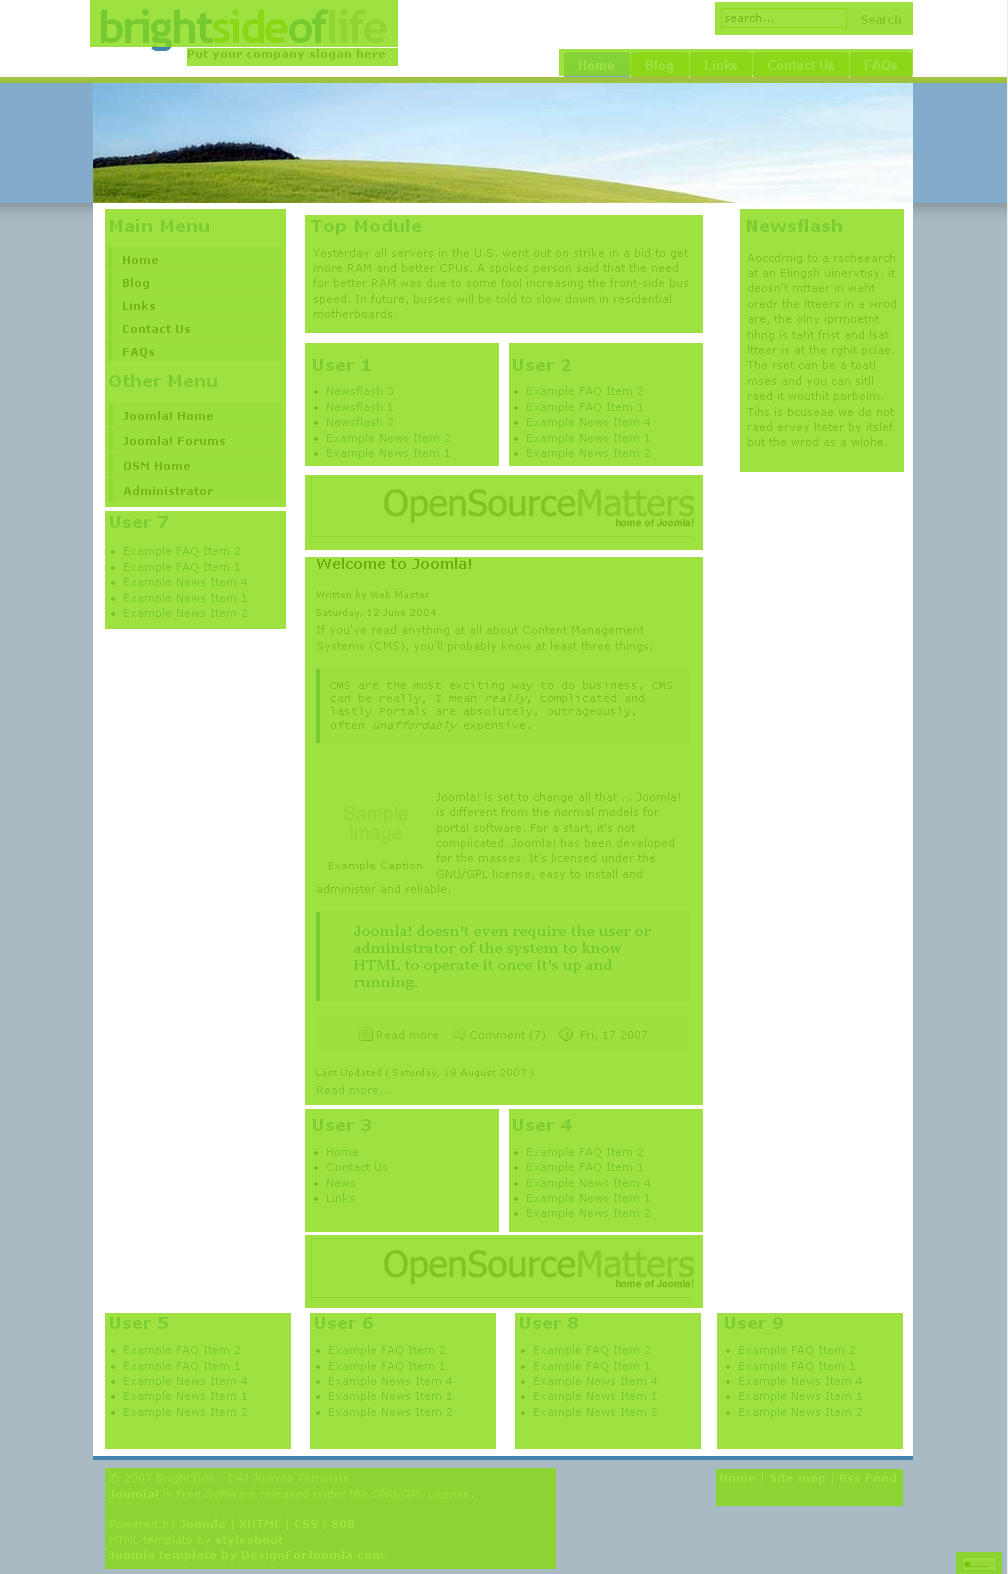 brightsideoflife
Put your company slogan here
search...
Search
Home Blog Links Contact Us FAQs
Main Menu
Home
Blog
Links
Contact Us
FAQs
Other Menu
Joomla! Home
Joomla! Forums
OSM Home
Administrator
User 7
Example FAQ Item 2
Example FAQ Item 1
Example News Item 4
Example News Item 1
Example News Item 2
Top Module
Yesterday all servers in the U.S. went out on strike in a bid to get
more RAM and better CPUs. A spokes person said that the need
for better RAM was due to some fool increasing the front-side bus
speed. In future, busses will be told to slow down in residential
motherboards.
User 1
Newsflash 3
Newsflash 1
Newsflash 2
Example News Item 2
Example News Item 1
User 2
Example FAQ Item 2
Example FAQ Item 1
Example News Item 4
Example News Item 1
Example News Item 2
OpenSourceMatters
home of Joomla!
Welcome to Joomla!
Written by Web Master
Saturday, 12 June 2004
If you've read anything at all about Content Management
Systems (CMS), you'll probably know at least three things:
CMS are the most exciting way to do business, CMS
can be really, I mean really, complicated and
lastly Portals are absolutely, outrageously,
often unaffordably expensive.
Sample
Image
Example Caption
Joomla! is set to change all that ... Joomla!
is different from the normal models for
portal software. For a start, it's not
complicated. Joomla! has been developed
for the masses. It's licensed under the
GNU/GPL license, easy to install and
administer and reliable.
Joomla! doesn't even require the user or
administrator of the system to know
HTML to operate it once it's up and
running.
Read more Comment (7) Fri, 17 2007
Last Updated ( Saturday, 18 August 2007 )
Read more...
User 3
Home
Contact Us
News
Links
User 4
Example FAQ Item 2
Example FAQ Item 1
Example News Item 4
Example News Item 1
Example News Item 2
OpenSourceMatters
home of Joomla!
Newsflash
Aoccdrnig to a rscheearch
at an Elingsh uinervtisy, it
deosn't mttaer in waht
oredr the ltteers in a wrod
are, the olny iprmoetnt
tihng is taht frist and lsat
ltteer is at the rghit pclae.
The rset can be a toatl
mses and you can sitll
raed it wouthit porbelm.
Tihs is bcuseae we do not
raed ervey lteter by itslef
but the wrod as a wlohe.
User 5
Example FAQ Item 2
Example FAQ Item 1
Example News Item 4
Example News Item 1
Example News Item 2
User 6
Example FAQ Item 2
Example FAQ Item 1
Example News Item 4
Example News Item 1
Example News Item 2
User 8
Example FAQ Item 2
Example FAQ Item 1
Example News Item 4
Example News Item 1
Example News Item 2
User 9
Example FAQ Item 2
Example FAQ Item 1
Example News Item 4
Example News Item 1
Example News Item 2
© 2007 BrightSide - D4J Joomla Template
Joomla! is Free Software released under the GNU/GPL License.
Powered by Joomla | XHTML | CSS | 508
HTML template by styleshout.
Joomla template by DesignForJoomla.com.
Home | Site map | Rss Feed